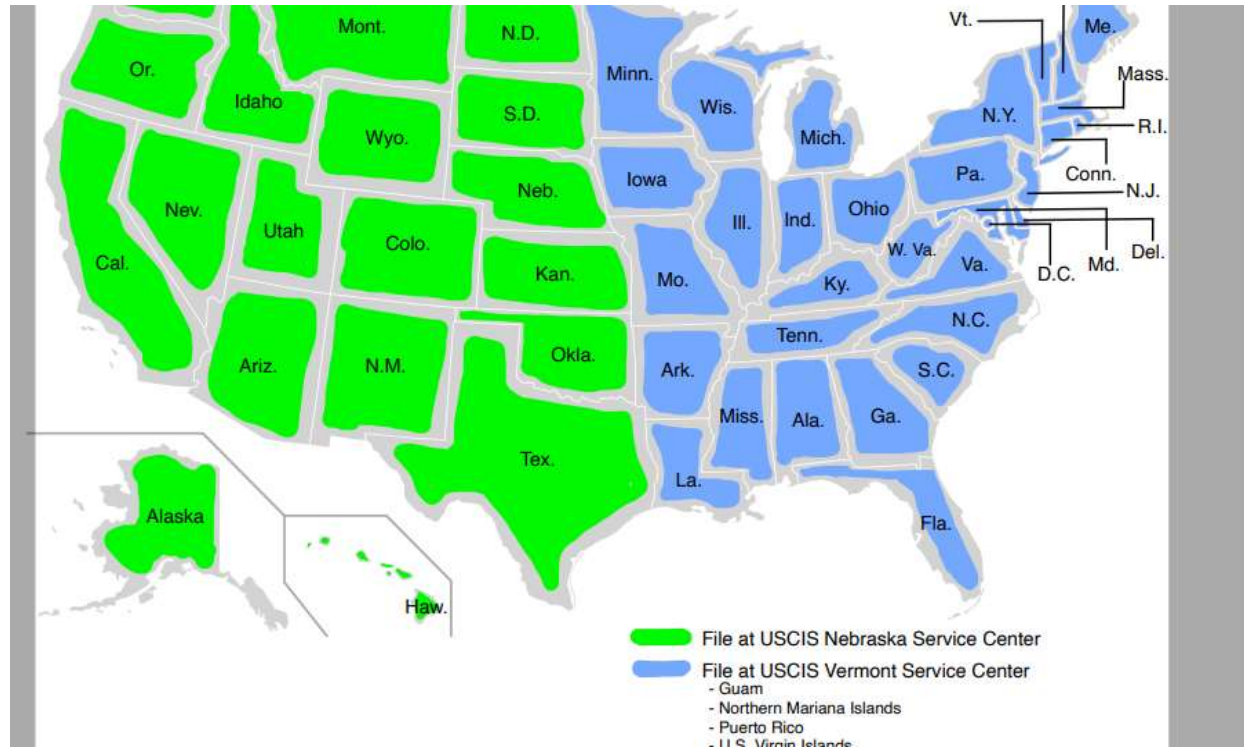 Vt.
Me.
Mont.
N.D.
Minn.
Or.
Mass.
Idaho
Wis.
S.D.
N.Y.
R.I.
Wyo.
Mich.
Conn.
Pa.
Iowa
Neb.
N.J.
Nev.
Ohio
Utah
Ill.
Ind.
Colo.
W. Va.
Del.
Cal.
Md.
Va.
D.C.
Kan.
Mo.
Ky.
N.C.
Tenn.
Okla.
Ariz.
N.M.
Ark.
S.C.
Miss.
Ala.
Ga.
Tex.
La.
Alaska
Fla.
Haw.
File at USCIS Nebraska Service Center
File at USCIS Vermont Service Center
- Guam
- Northern Mariana Islands
- Puerto Rico
- U.S. Virgin Islands